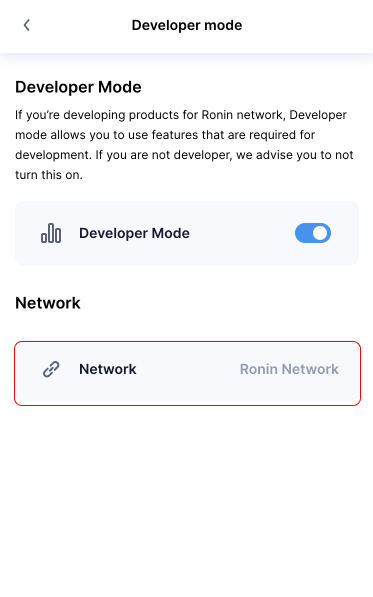 Developer mode
Developer Mode
If you're developing products for Ronin network, Developer
mode allows you to use features that are required for
development. If you are not developer, we advise you to not
turn this on.
Developer Mode
Network
Network Ronin Network